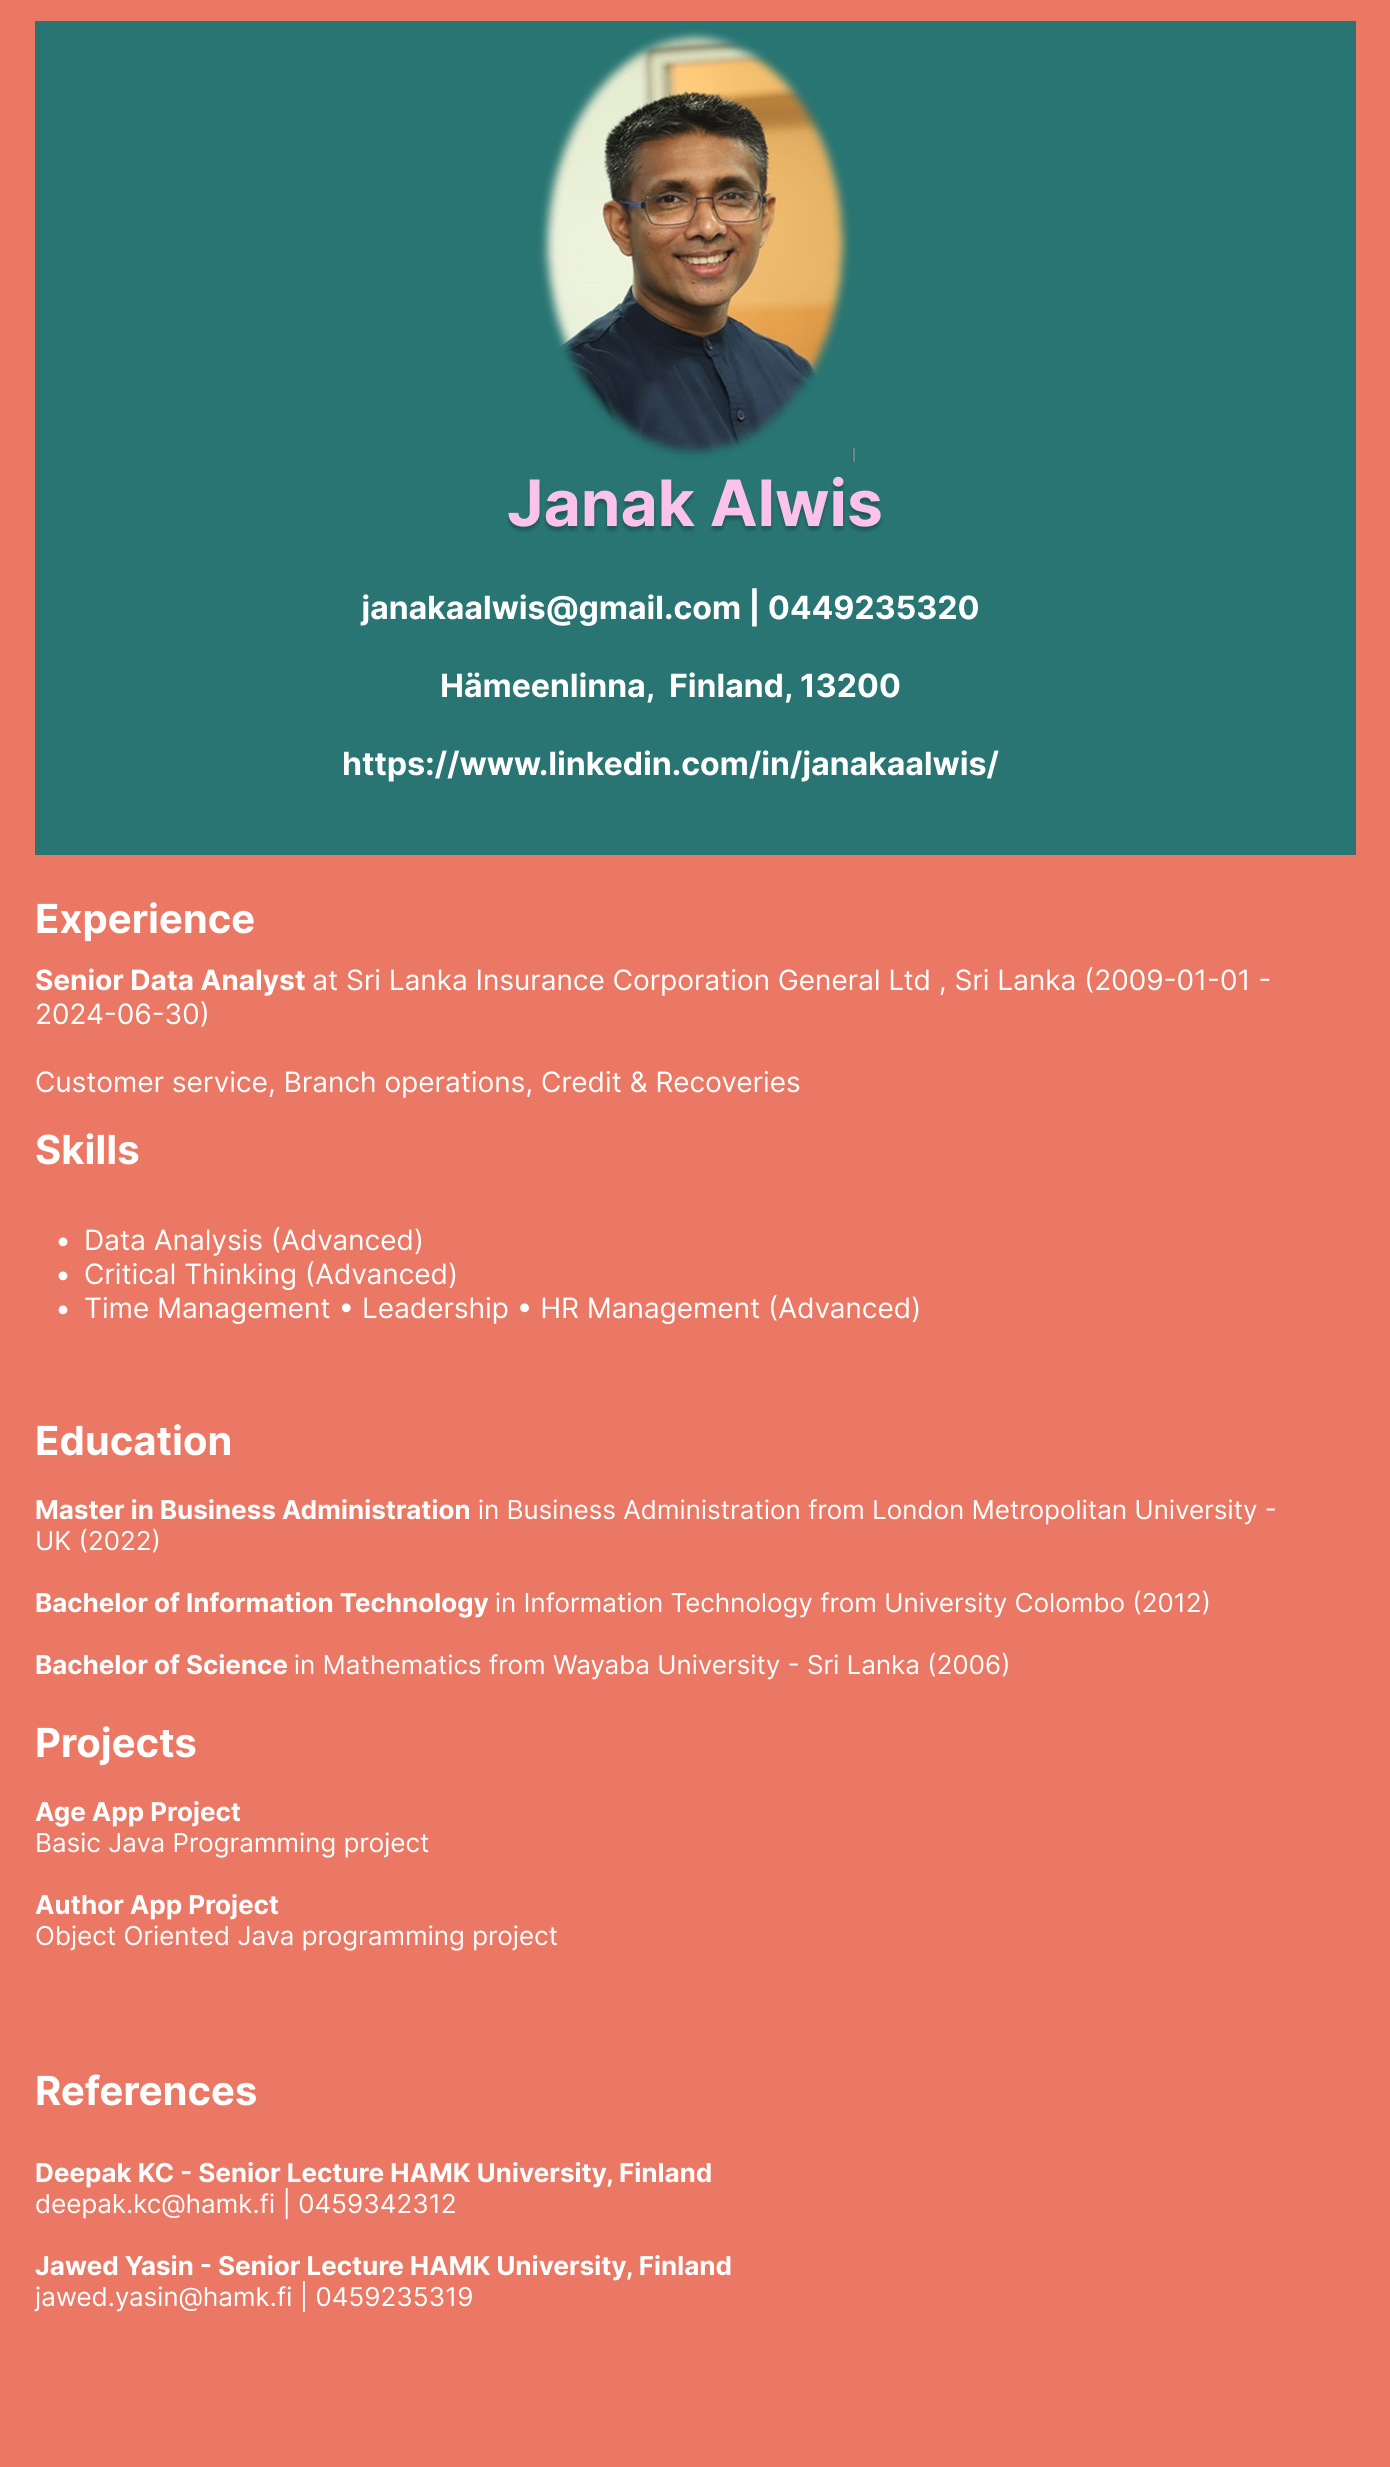 Janak Alwis
janakaalwis@gmail.com | 0449235320
Hämeenlinna,  Finland, 13200
https://www.linkedin.com/in/janakaalwis/
Experience
Senior Data Analyst at Sri Lanka Insurance Corporation General Ltd , Sri Lanka (2009-01-01 -
2024-06-30)
Customer service, Branch operations, Credit & Recoveries
Skills
• Data Analysis (Advanced)
• Critical Thinking (Advanced)
• Time Management • Leadership • HR Management (Advanced)
Education
Master in Business Administration in Business Administration from London Metropolitan University -
UK (2022)
Bachelor of Information Technology in Information Technology from University Colombo (2012)
Bachelor of Science in Mathematics from Wayaba University - Sri Lanka (2006)
Projects
Age App Project
Basic Java Programming project
Author App Project
Object Oriented Java programming project
References
Deepak KC - Senior Lecture HAMK University, Finland
deepak.kc@hamk.fi | 0459342312
Jawed Yasin - Senior Lecture HAMK University, Finland
jawed.yasin@hamk.fi | 0459235319